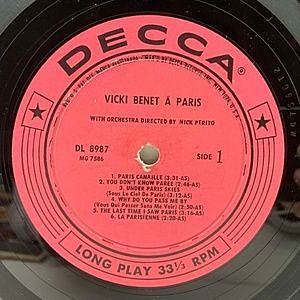 DECCA
VICKI BENET À PARIS
WITH ORCHESTRA DIRECTED BY NICK PERITO
DL 8987
MG 7586
SIDE 1
1. PARIS CANAILLE (3:31-AS)
2. YOU DON'T KNOW PAREE (2:46-AS)
3. UNDER PARIS SKIES
(Sous Le Ciel De Paris) (3:20-AS)
4. WHY DO YOU PASS ME BY
(Vous Qui Passez Sans Me Voir) (2:50-AS)
5. THE LAST TIME I SAW PARIS (3:16-AS)
6. LA PARISIENNE (2:20-AS)
LONG PLAY 33⅓ RPM